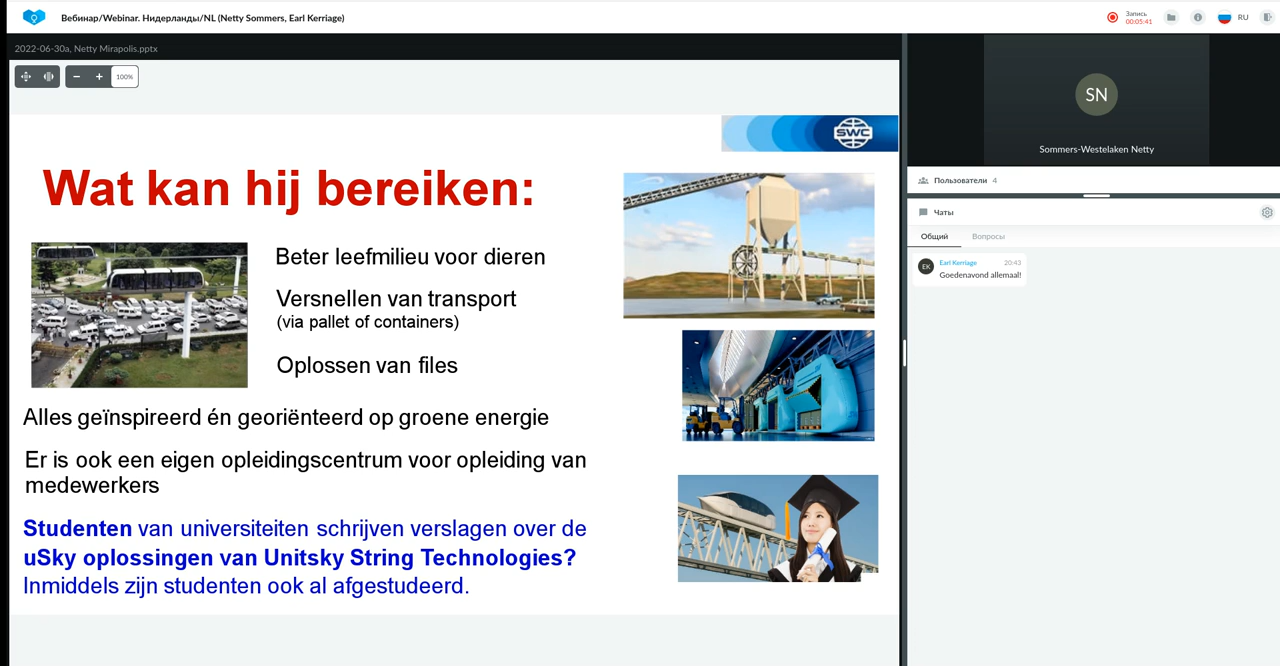 Вебинар/Webinar. Нидерланды/NL (Netty Sommers, Earl Kerriage)
Запись
00:05:41
RU
2022-06-30a, Netty Mirapolis.pptx
100%
SWC
Wat kan hij bereiken:
Beter leefmilieu voor dieren
Versnellen van transport
(via pallet of containers)
Oplossen van files
Alles geïnspireerd én georiënteerd op groene energie
Er is ook een eigen opleidingscentrum voor opleiding van
medewerkers
Studenten van universiteiten schrijven verslagen over de
uSky oplossingen van Unitsky String Technologies?
Inmiddels zijn studenten ook al afgestudeerd.
SN
Sommers-Westelaken Netty
Пользователи 4
Чаты
Общий
Вопросы
EK
Earl Kerriage 20:43
Goedenavond allemaal!